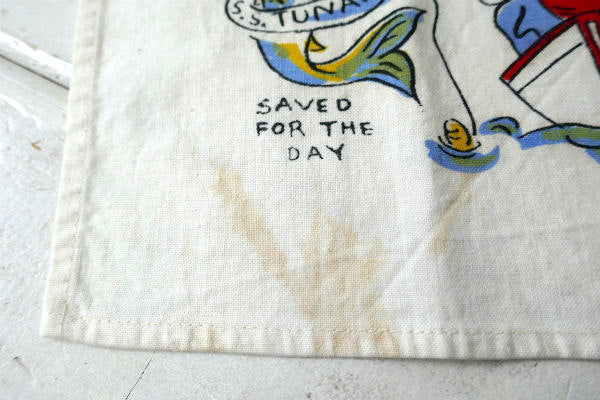 S.S. TUNA
SAVED
FOR THE
DAY